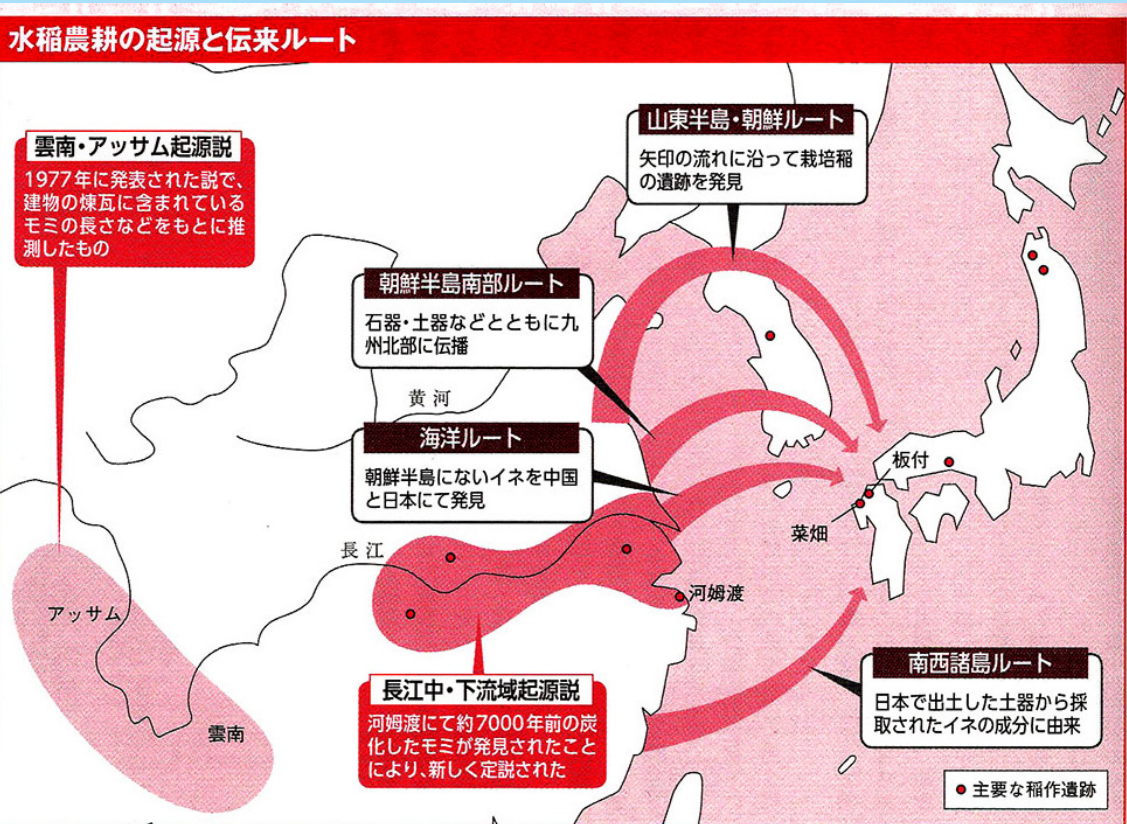 水稲農耕の起源と伝来ルート
雲南・アッサム起源説
1977年に発表された説で、
建物の煉瓦に含まれている
モミの長さなどをもとに推
測したもの
山東半島・朝鮮ルート
矢印の流れに沿って栽培稲
の遺跡を発見
朝鮮半島南部ルート
石器・土器などとともに九
州北部に伝播
黄河
海洋ルート
朝鮮半島にないイネを中国
と日本にて発見
板付
菜畑
長江
河姆渡
アッサム
雲南
長江中・下流域起源説
河姆渡にて約7000年前の炭
化したモミが発見されたこと
により、新しく定説された
南西諸島ルート
日本で出土した土器から採
取されたイネの成分に由来
主要な稲作遺跡